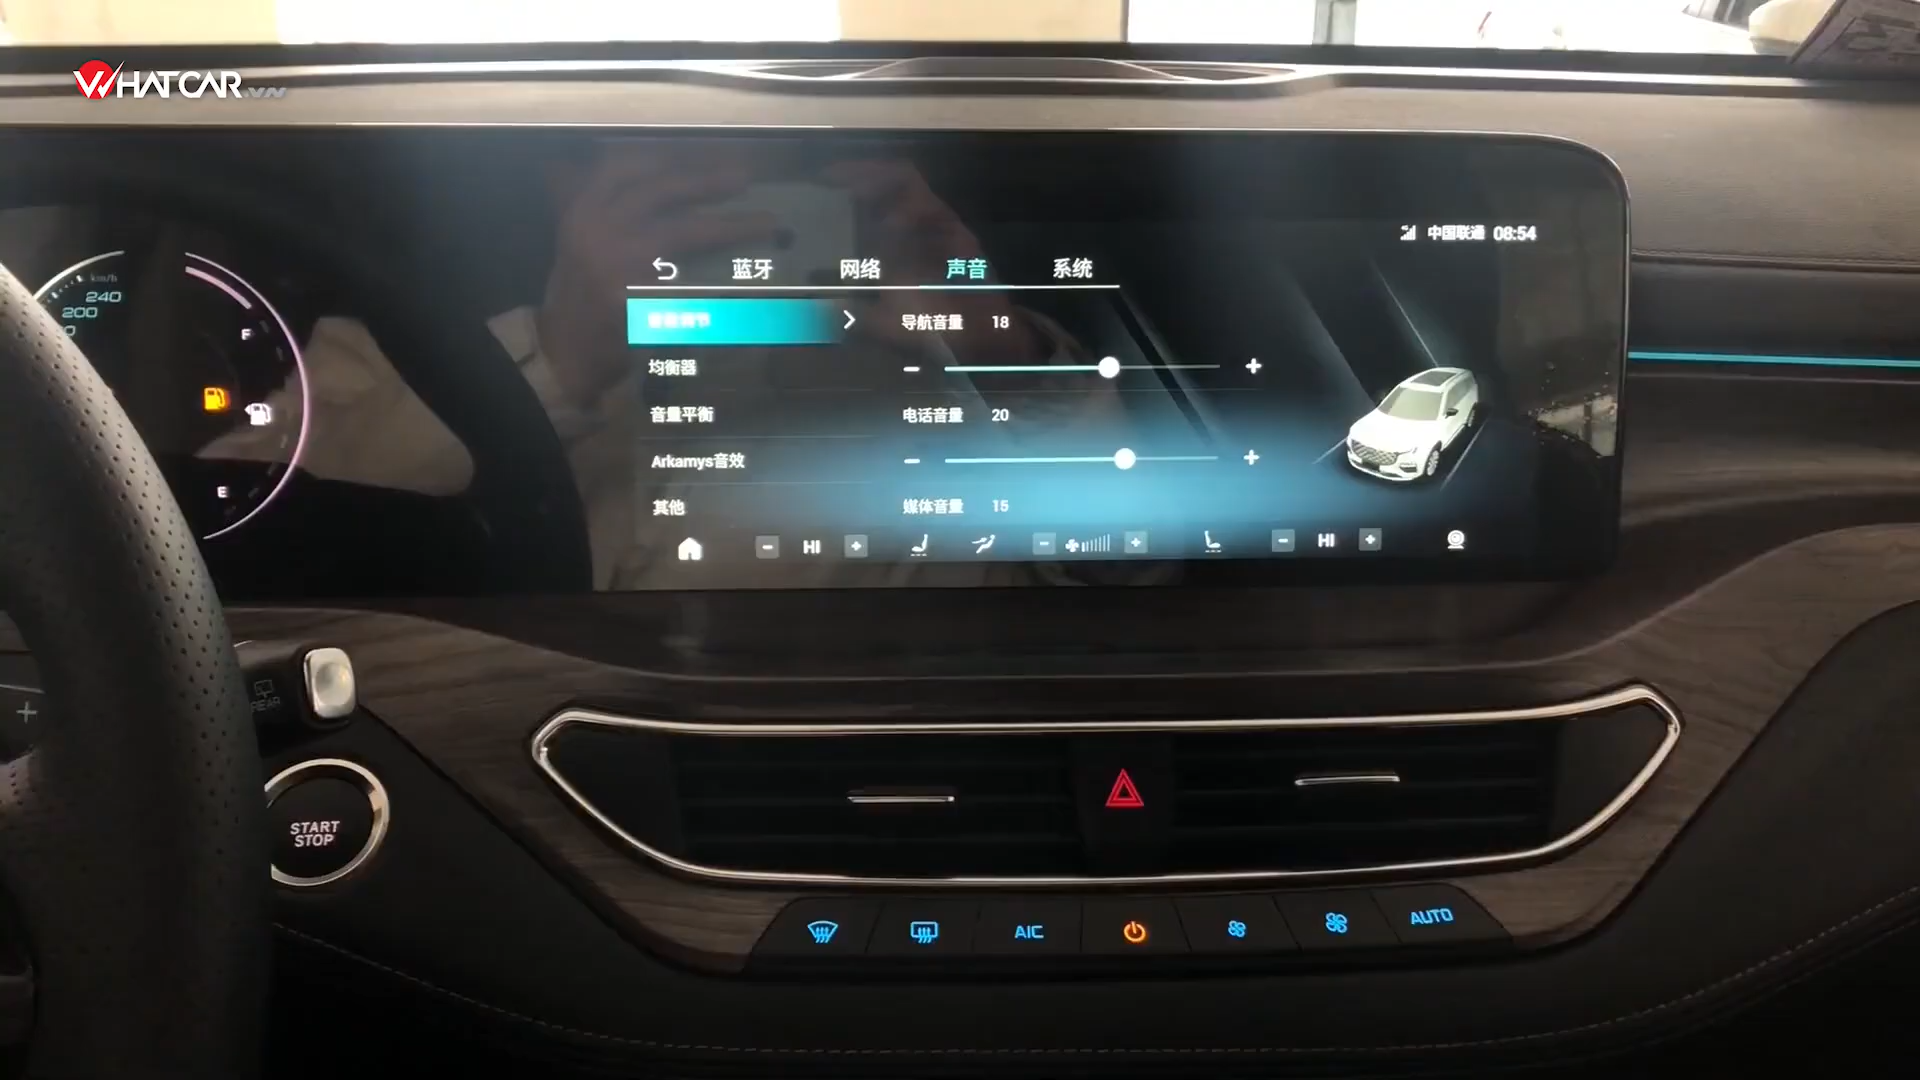 WHATCAR.VN
中国联通 08:54
蓝牙 网络 声音 系统
km/h
240
200
导航音量 18
F
均衡器
音量平衡
电话音量 20
Arkamys音效
E
其他
媒体音量 15
HI
HI
REAR
START
STOP
A/C
AUTO